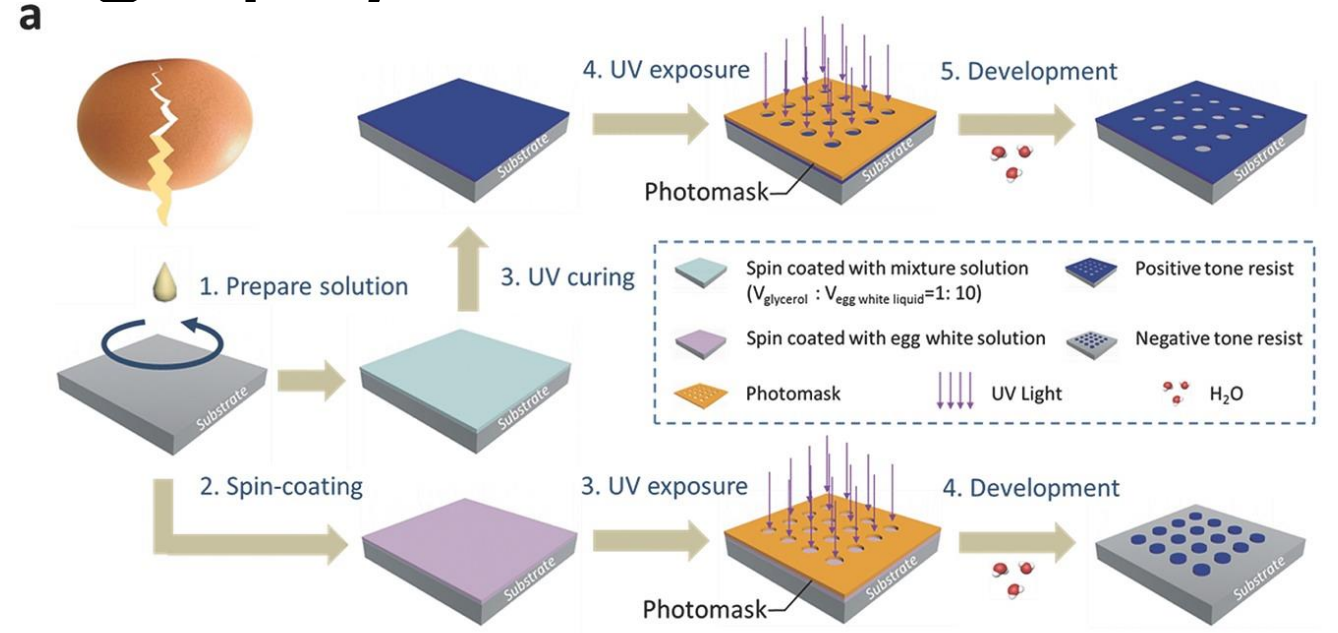 a
4. UV exposure
5. Development
Substrate
Substrate
Substrate
Photomask
1. Prepare solution
3. UV curing
Spin coated with mixture solution
(Vglycerol : Vegg white liquid=1: 10)
Positive tone resist
Spin coated with egg white solution
Negative tone resist
Photomask
UV Light
H2O
Substrate
Substrate
2. Spin-coating
3. UV exposure
4. Development
Substrate
Substrate
Substrate
Photomask